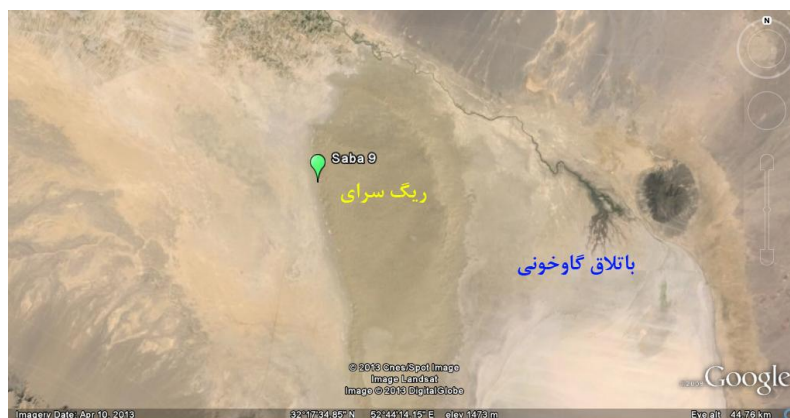 N
Saba 9
ریگ سرای
باتلاق گاوخونی
© 2013 Cnes/Spot Image
Image Landsat
Image © 2013 DigitalGlobe
Google
Imagery Date: Apr 10, 2013
32°17'34.85" N
52°44'14.15" E
elev 1473 m
Eye alt
44.76 km